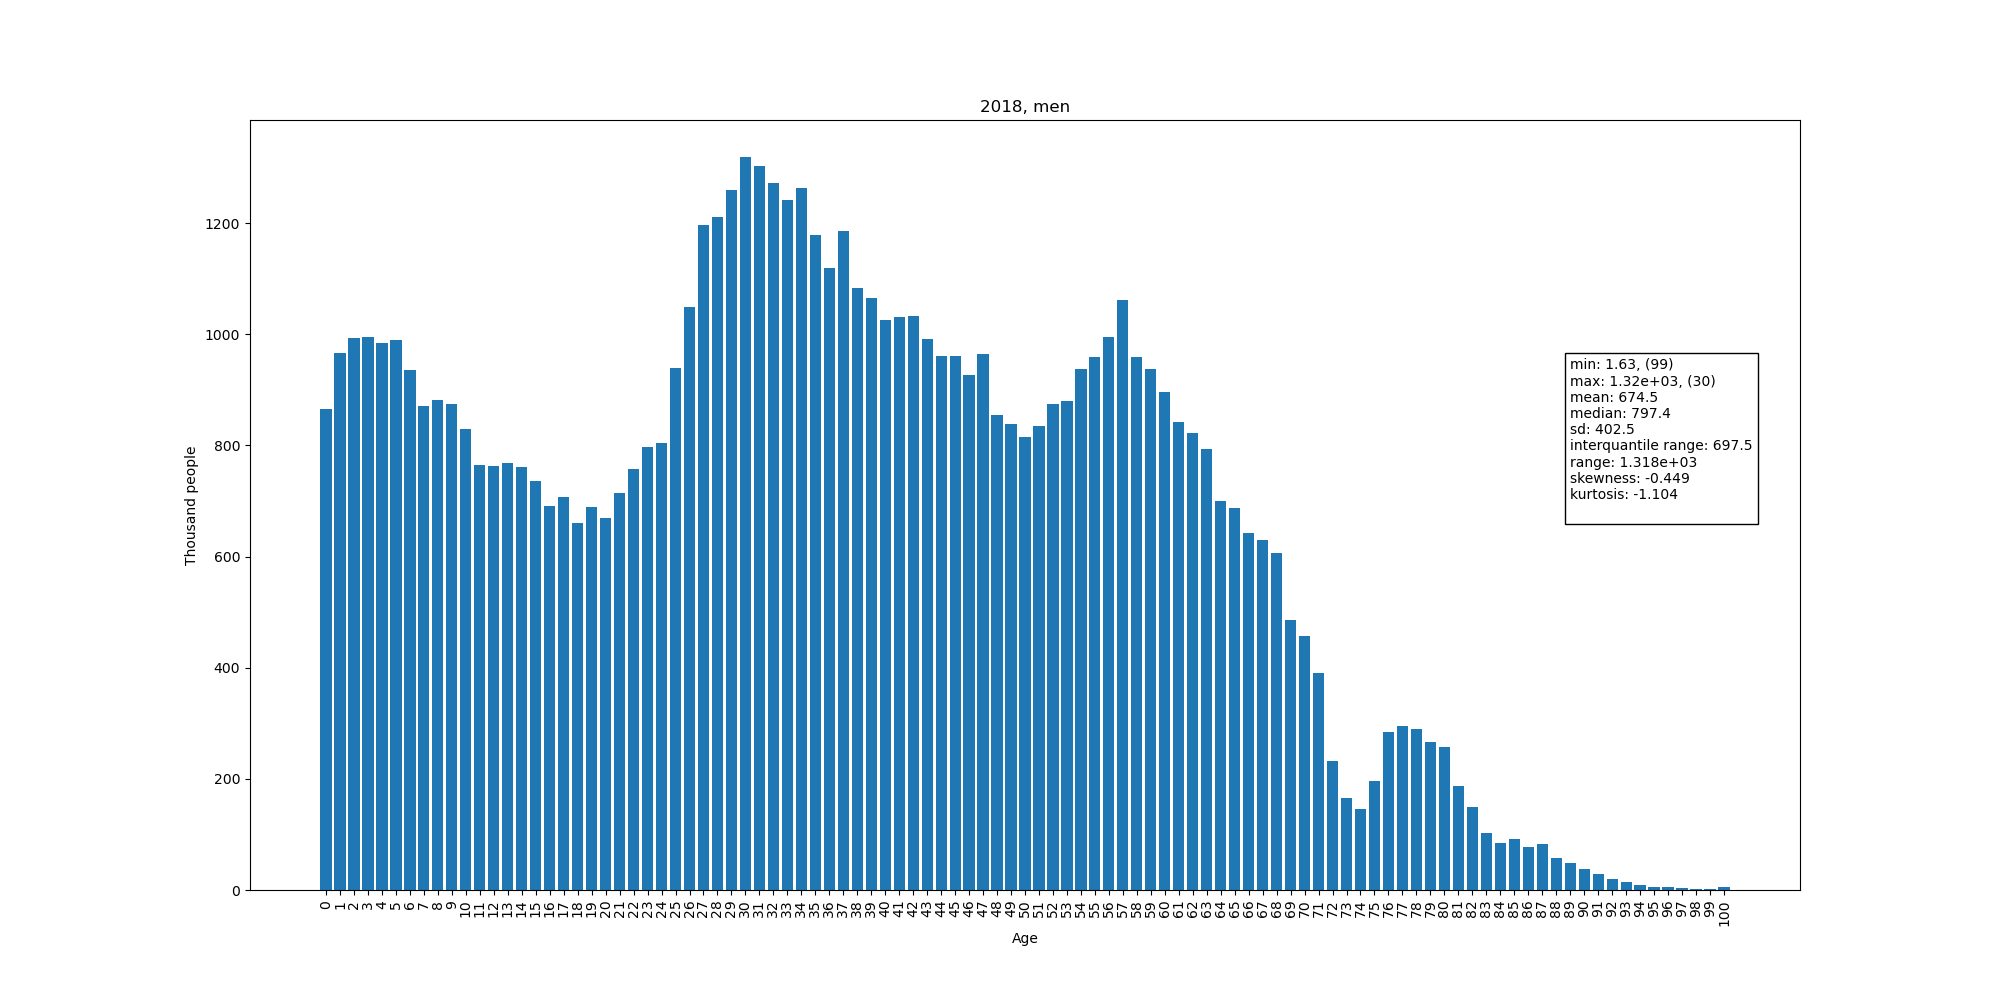 2018, men
1200
1000
800
600
400
200
0
Thousand people
min: 1.63, (99)
max: 1.32e+03, (30)
mean: 674.5
median: 797.4
sd: 402.5
interquantile range: 697.5
range: 1.318e+03
skewness: -0.449
kurtosis: -1.104
0 1 2 3 4 5 6 7 8 9 10 11 12 13 14 15 16 17 18 19 20 21 22 23 24 25 26 27 28 29 30 31 32 33 34 35 36 37 38 39 40 41 42 43 44 45 46 47 48 49 50 51 52 53 54 55 56 57 58 59 60 61 62 63 64 65 66 67 68 69 70 71 72 73 74 75 76 77 78 79 80 81 82 83 84 85 86 87 88 89 90 91 92 93 94 95 96 97 98 99 100
Age